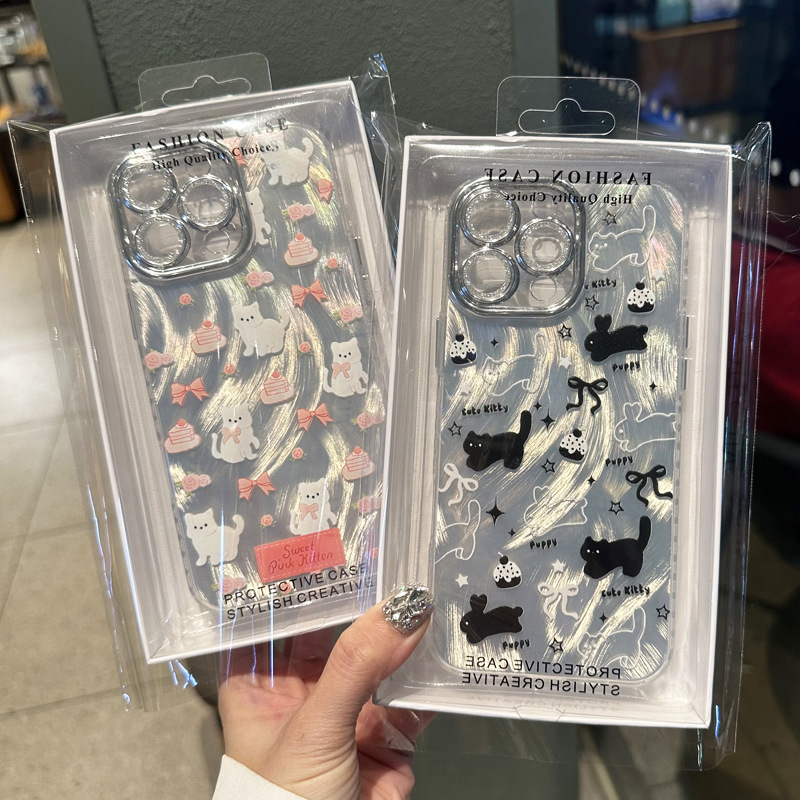 FASHION CASE
High Quality Choice
Sweet
Pink Kitten
PROTECTIVE CASE
STYLISH CREATIVE
FASHION CASE
High Quality Choice
Kitty
Puppy
Cute Kitty
Puppy
Puppy
Cute Kitty
Puppy
PROTECTIVE CASE
STYLISH CREATIVE